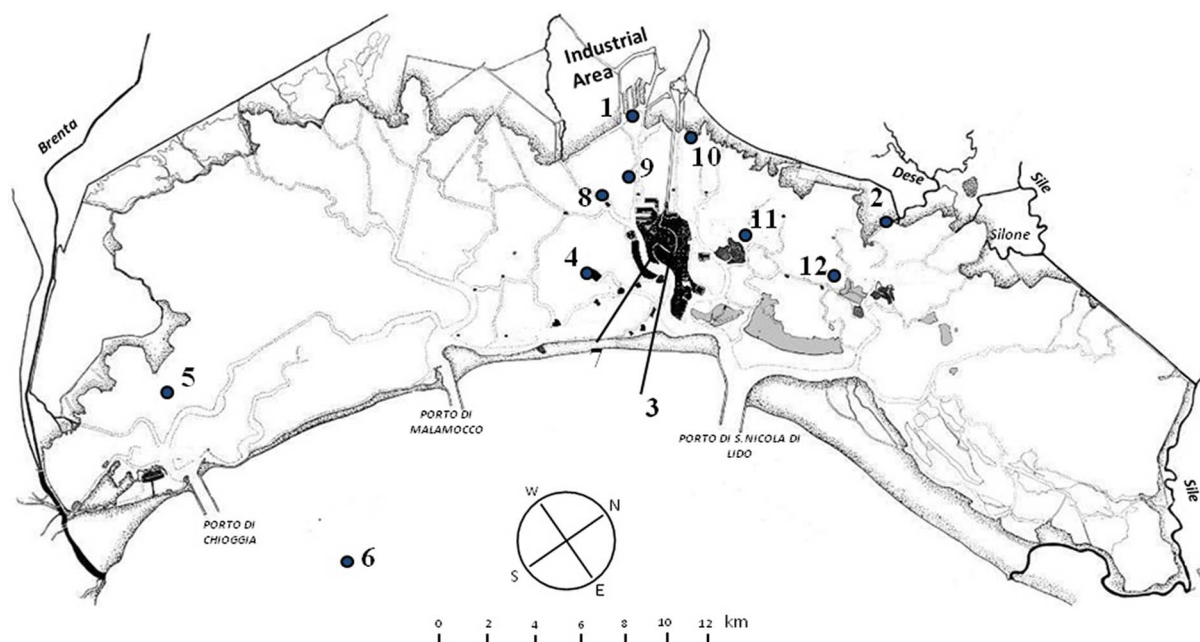 Industrial
Area
Brenta
1
10
9
8
Dese
Sile
2
Silone
11
4
12
5
3
PORTO DI
MALAMOCCO
PORTO DI S.NICOLA DI
LIDO
Sile
PORTO DI
CHIOGGIA
W
N
S
E
6
0 2 4 6 8 10 12 km